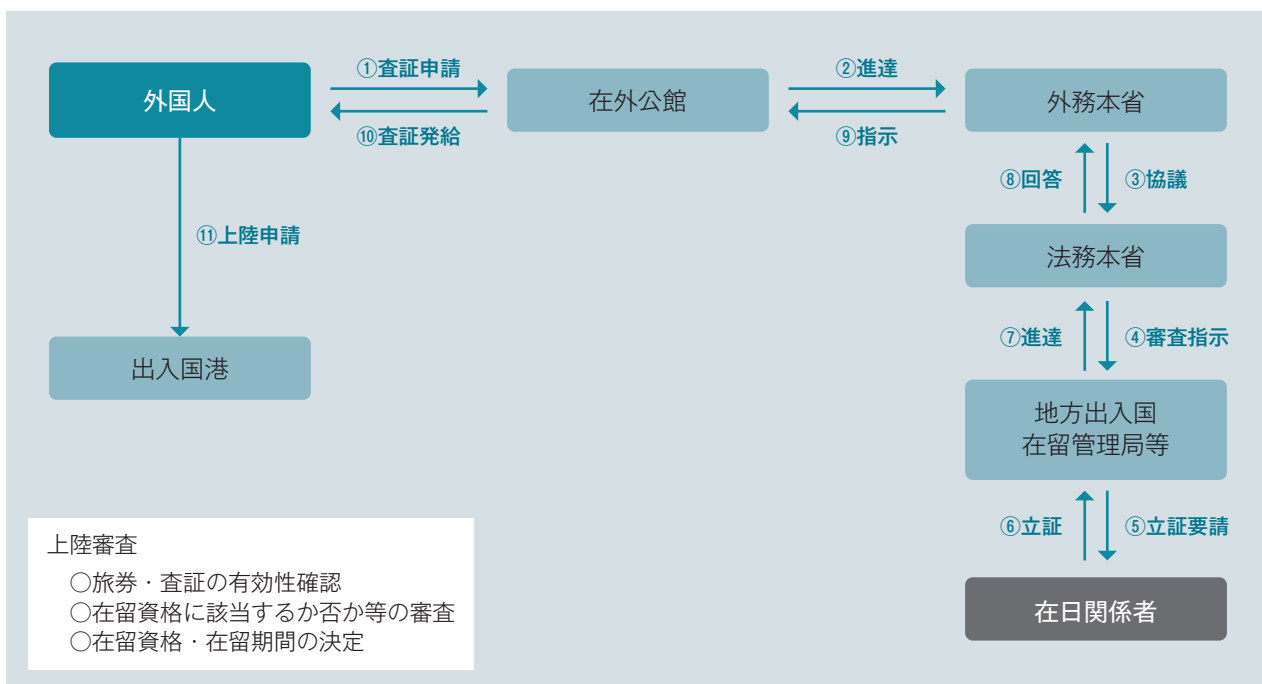 外国人
①査証申請
⑩査証発給
在外公館
②進達
⑨指示
外務本省
⑧回答
③協議
法務本省
⑦進達
④審査指示
地方出入国
在留管理局等
⑥立証
⑤立証要請
在日関係者
⑪上陸申請
出入国港
上陸審査
○旅券・査証の有効性確認
○在留資格に該当するか否か等の審査
○在留資格・在留期間の決定